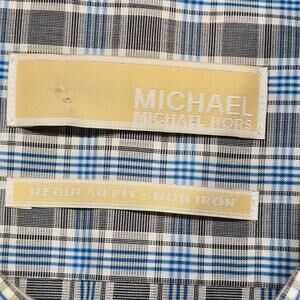 MICHAEL
MICHAEL KORS
REGULAR FIT • NON IRON